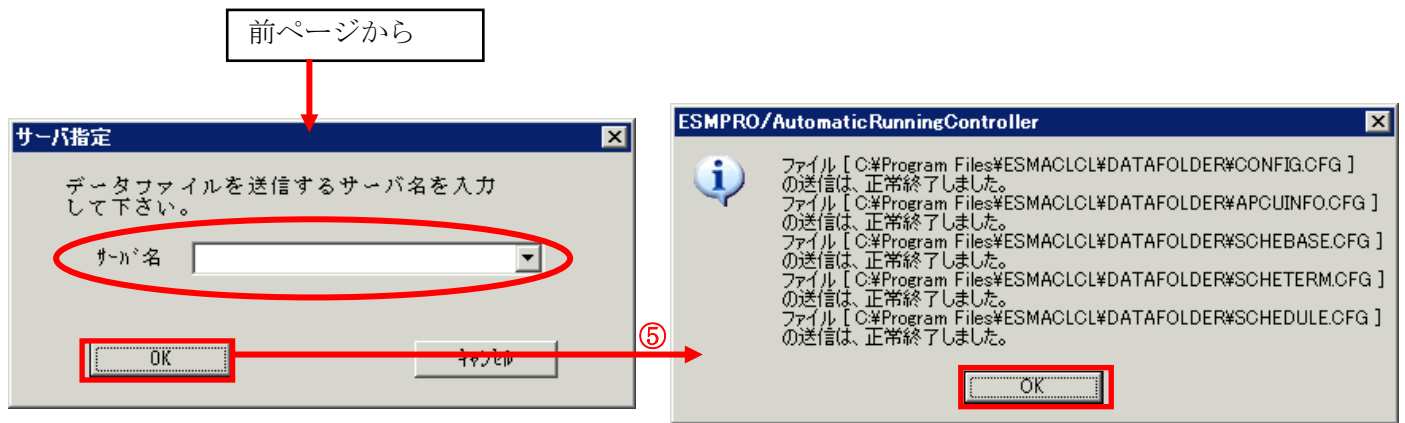 前ページから
サーバ指定
データファイルを送信するサーバ名を入力
して下さい。
ｻｰﾊﾞ名
OK
ｷｬﾝｾﾙ
⑤
ESMPRO/AutomaticRunningController
ファイル [ C:¥Program Files¥ESMACLCL¥DATAFOLDER¥CONFIG.CFG ]
の送信は、正常終了しました。
ファイル [ C:¥Program Files¥ESMACLCL¥DATAFOLDER¥APCUINFO.CFG ]
の送信は、正常終了しました。
ファイル [ C:¥Program Files¥ESMACLCL¥DATAFOLDER¥SCHEBASE.CFG ]
の送信は、正常終了しました。
ファイル [ C:¥Program Files¥ESMACLCL¥DATAFOLDER¥SCHETERM.CFG ]
の送信は、正常終了しました。
ファイル [ C:¥Program Files¥ESMACLCL¥DATAFOLDER¥SCHEDULE.CFG ]
の送信は、正常終了しました。
OK